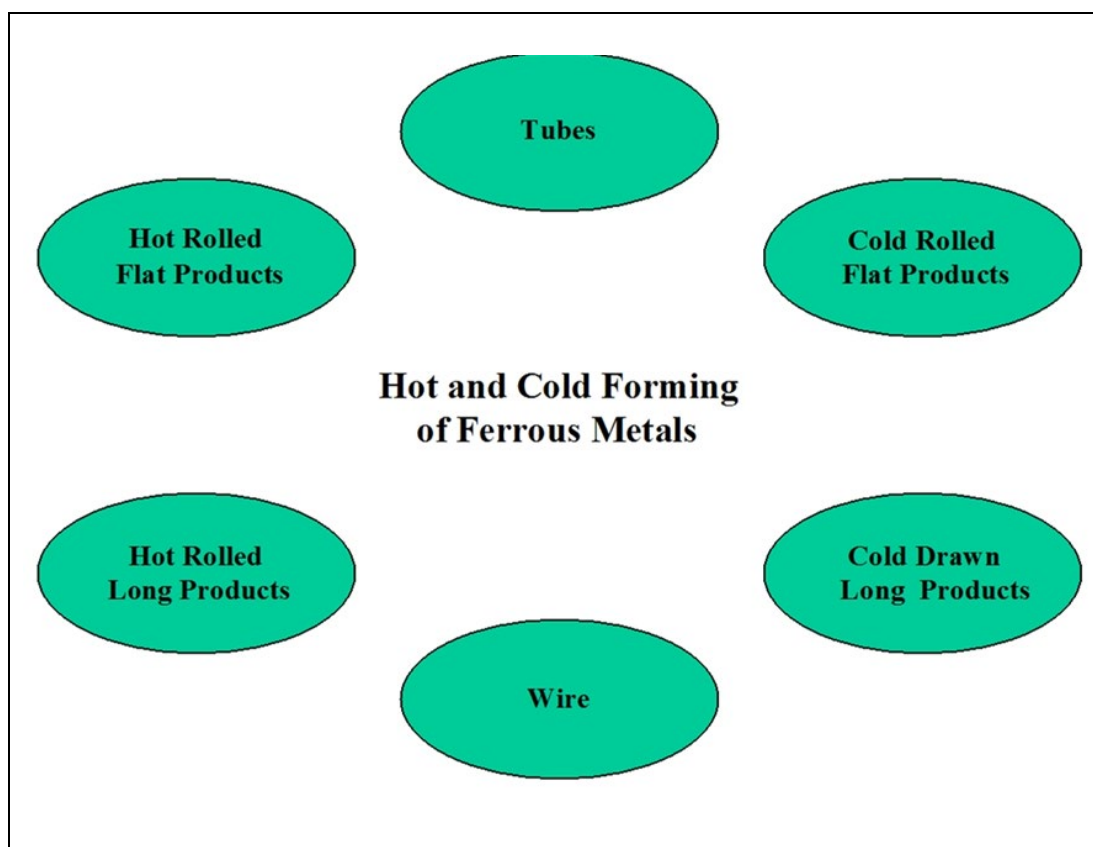 Tubes
Hot Rolled
Flat Products
Cold Rolled
Flat Products
Hot and Cold Forming
of Ferrous Metals
Hot Rolled
Long Products
Cold Drawn
Long Products
Wire